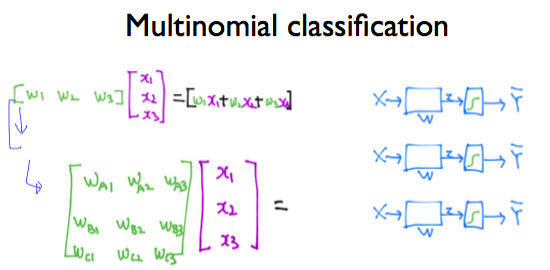 Multinomial classification
[w1 w2 w3] [x1 x2 x3] = [w1x1+w2x2+w3x3]
X → W z → ∫ → Ȳ
X → W z → ∫ → Ȳ
X → W z → ∫ → Ȳ
[wA1 wA2 wA3 [x1
wB1 wB2 wB3 x2 =
wC1 wC2 wC3] x3]